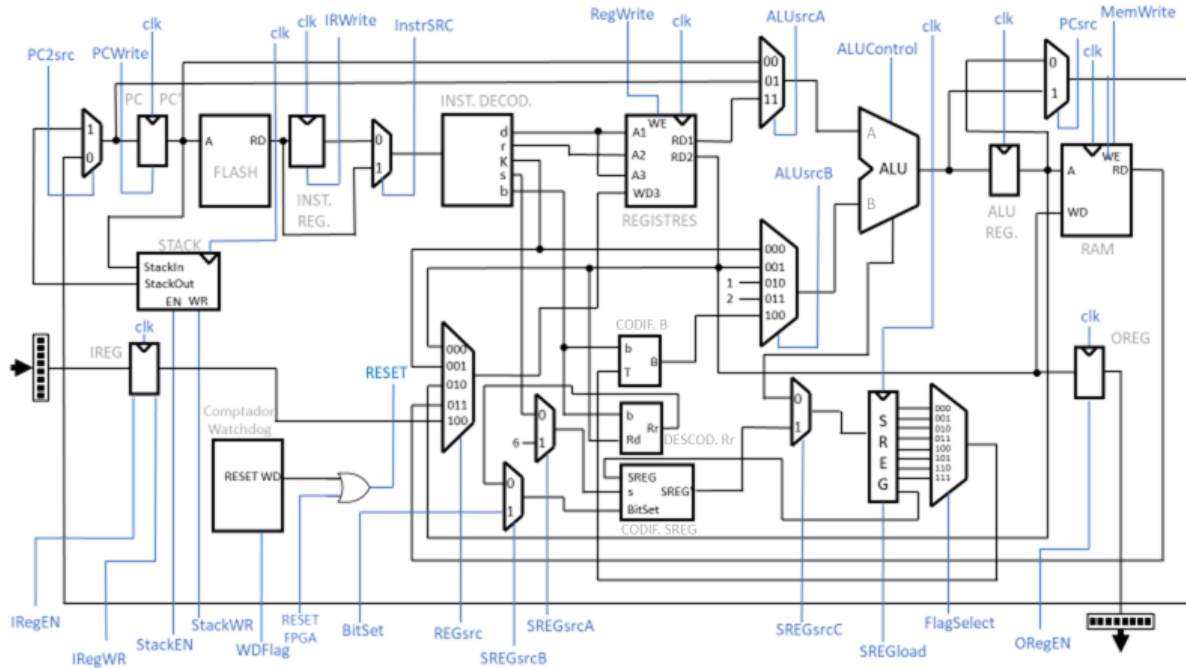 clk
IRWrite
InstrSRC
RegWrite
clk
ALUsrcA
clk
ALUControl
clk
PCsrc
MemWrite
clk
PC2src
PCWrite
clk
PC
PC'
1
0
A
RD
FLASH
INST.
REG.
0
1
INST. DECOD.
d
r
K
s
b
WE
A1
A2
A3
WD3
RD1
RD2
REGISTRES
00
01
11
A
B
ALU
ALUsrcB
ALU
REG.
0
1
A
WE
RD
WD
RAM
STACK
StackIn
StackOut
EN WR
000
001
010
011
100
1
2
IREG
clk
000
001
010
011
100
CODIF. B
b
T
B
clk
OREG
RESET
Comptador
Watchdog
RESET WD
0
1
6
b
Rd
Rr
DESCOD. Rr
0
1
SREG
s
BitSet
SREG'
CODIF. SREG
0
1
S
R
E
G
000
001
010
011
100
101
110
111
IRegEN
IRegWR
StackEN
StackWR
WDFlag
RESET
FPGA
BitSet
REGsrc
SREGsrcB
SREGsrcA
SREGsrcC
SREGload
FlagSelect
ORegEN